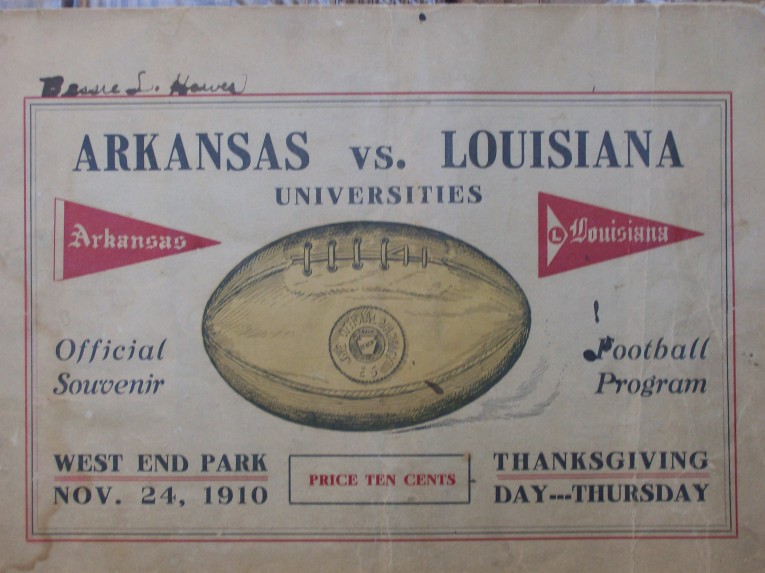 Bessie L. Howes
ARKANSAS vs. LOUISIANA
UNIVERSITIES
Arkansas
L Louisiana
Official
Souvenir
Football
Program
WEST END PARK
NOV. 24, 1910
PRICE TEN CENTS
THANKSGIVING
DAY---THURSDAY